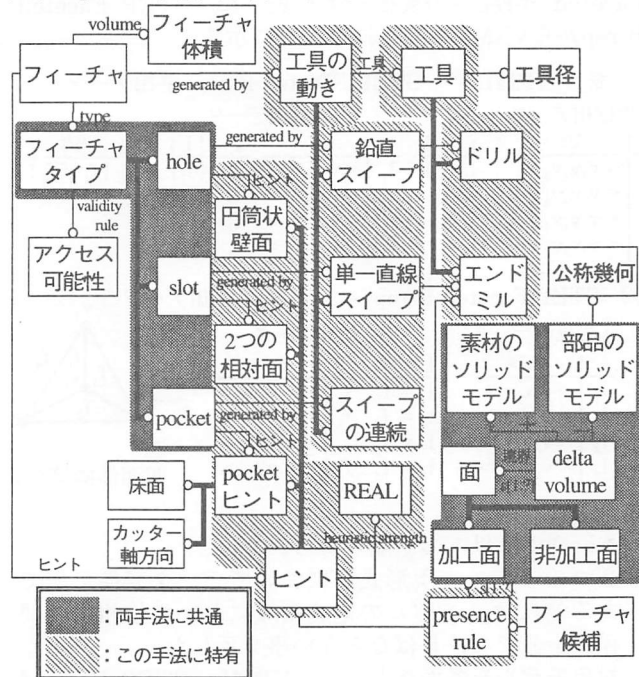 volume
フィーチャ
体積
フィーチャ
generated by
工具の
動き
工具
工具
工具径
type
フィーチャ
タイプ
hole
generated by
鉛直
スイープ
ドリル
ヒント
validity
rule
円筒状
壁面
アクセス
可能性
slot
generated by
単一直線
スイープ
エンド
ミル
公称幾何
ヒント
2つの
相対面
素材の
ソリッド
モデル
部品の
ソリッド
モデル
pocket
generated by
スイープ
の連続
ヒント
+
床面
pocket
ヒント
REAL
面
境界
s[1:?]
delta
volume
カッター
軸方向
heuristic strength
ヒント
ヒント
加工面
非加工面
s[1:?]
:両手法に共通
:この手法に特有
presence
rule
フィーチャ
候補